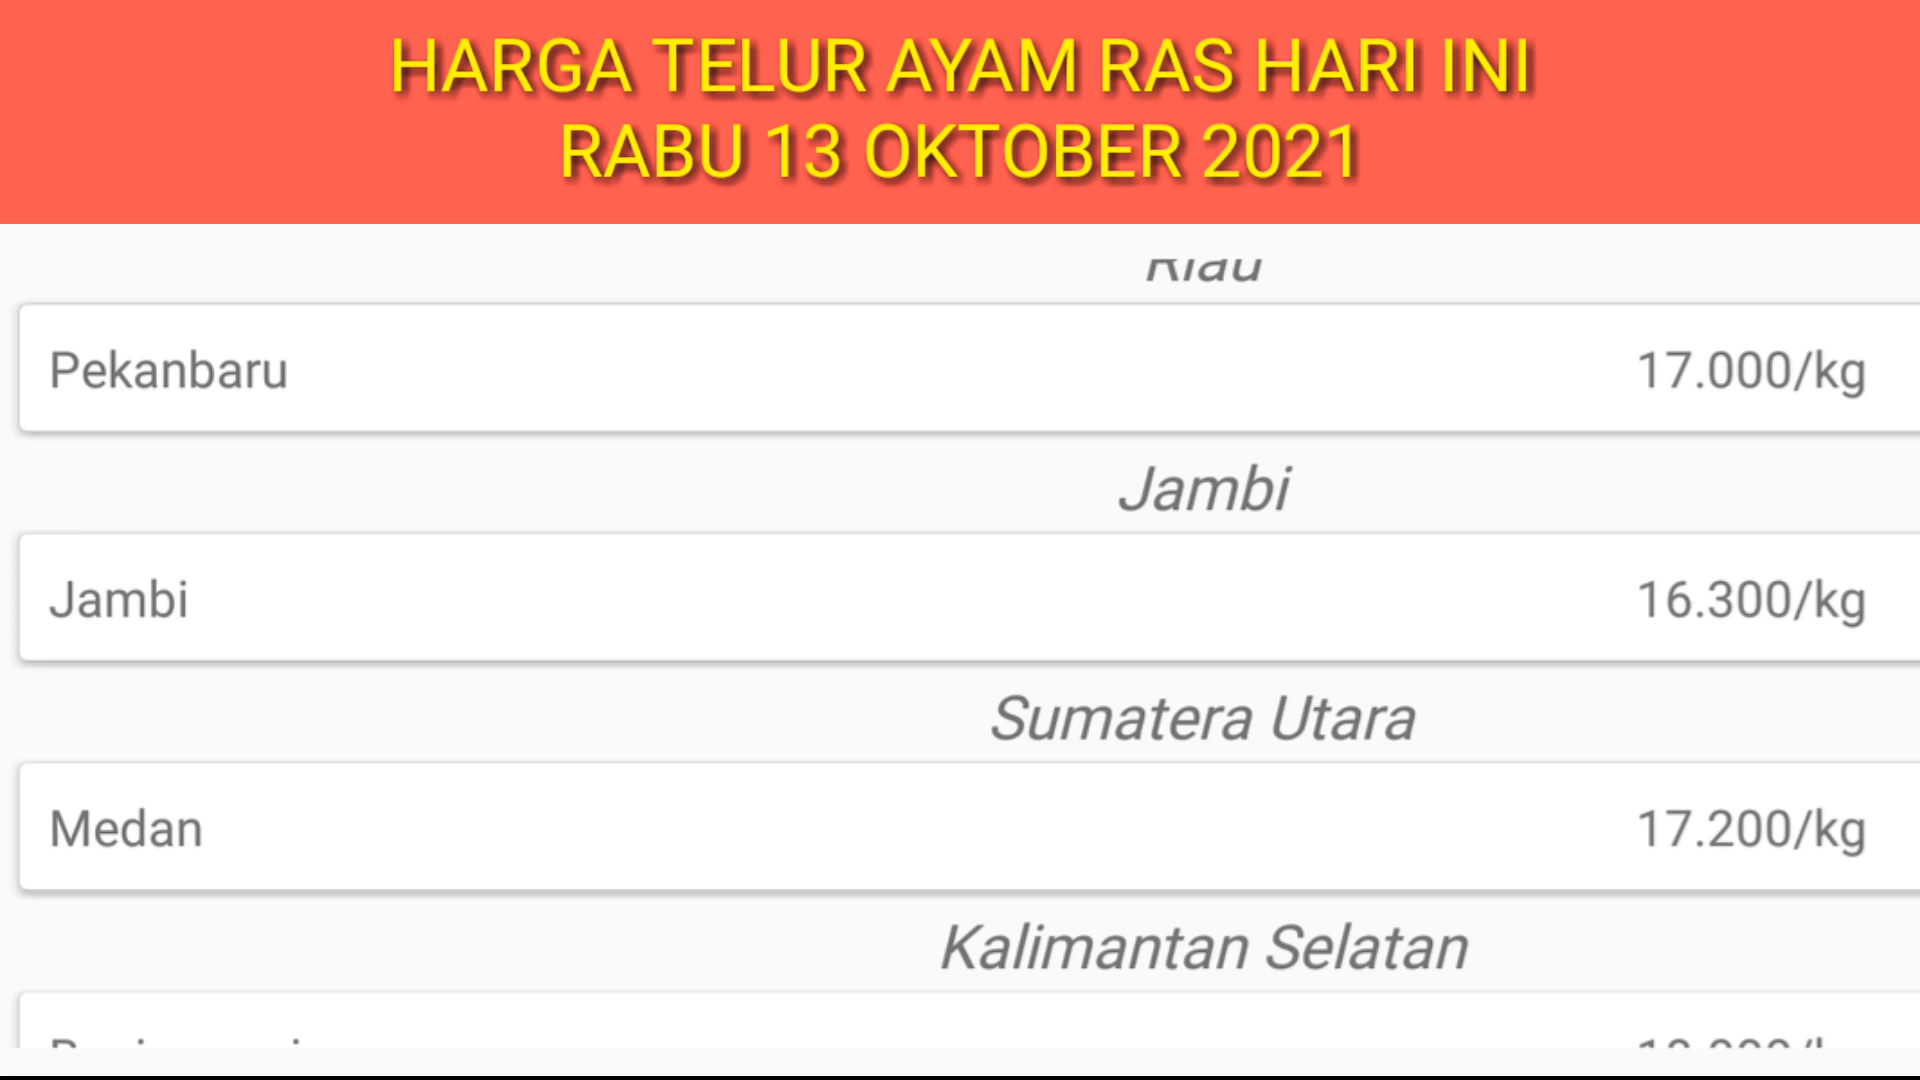 HARGA TELUR AYAM RAS HARI INI
RABU 13 OKTOBER 2021
Riau
Pekanbaru 17.000/kg
Jambi
Jambi 16.300/kg
Sumatera Utara
Medan 17.200/kg
Kalimantan Selatan